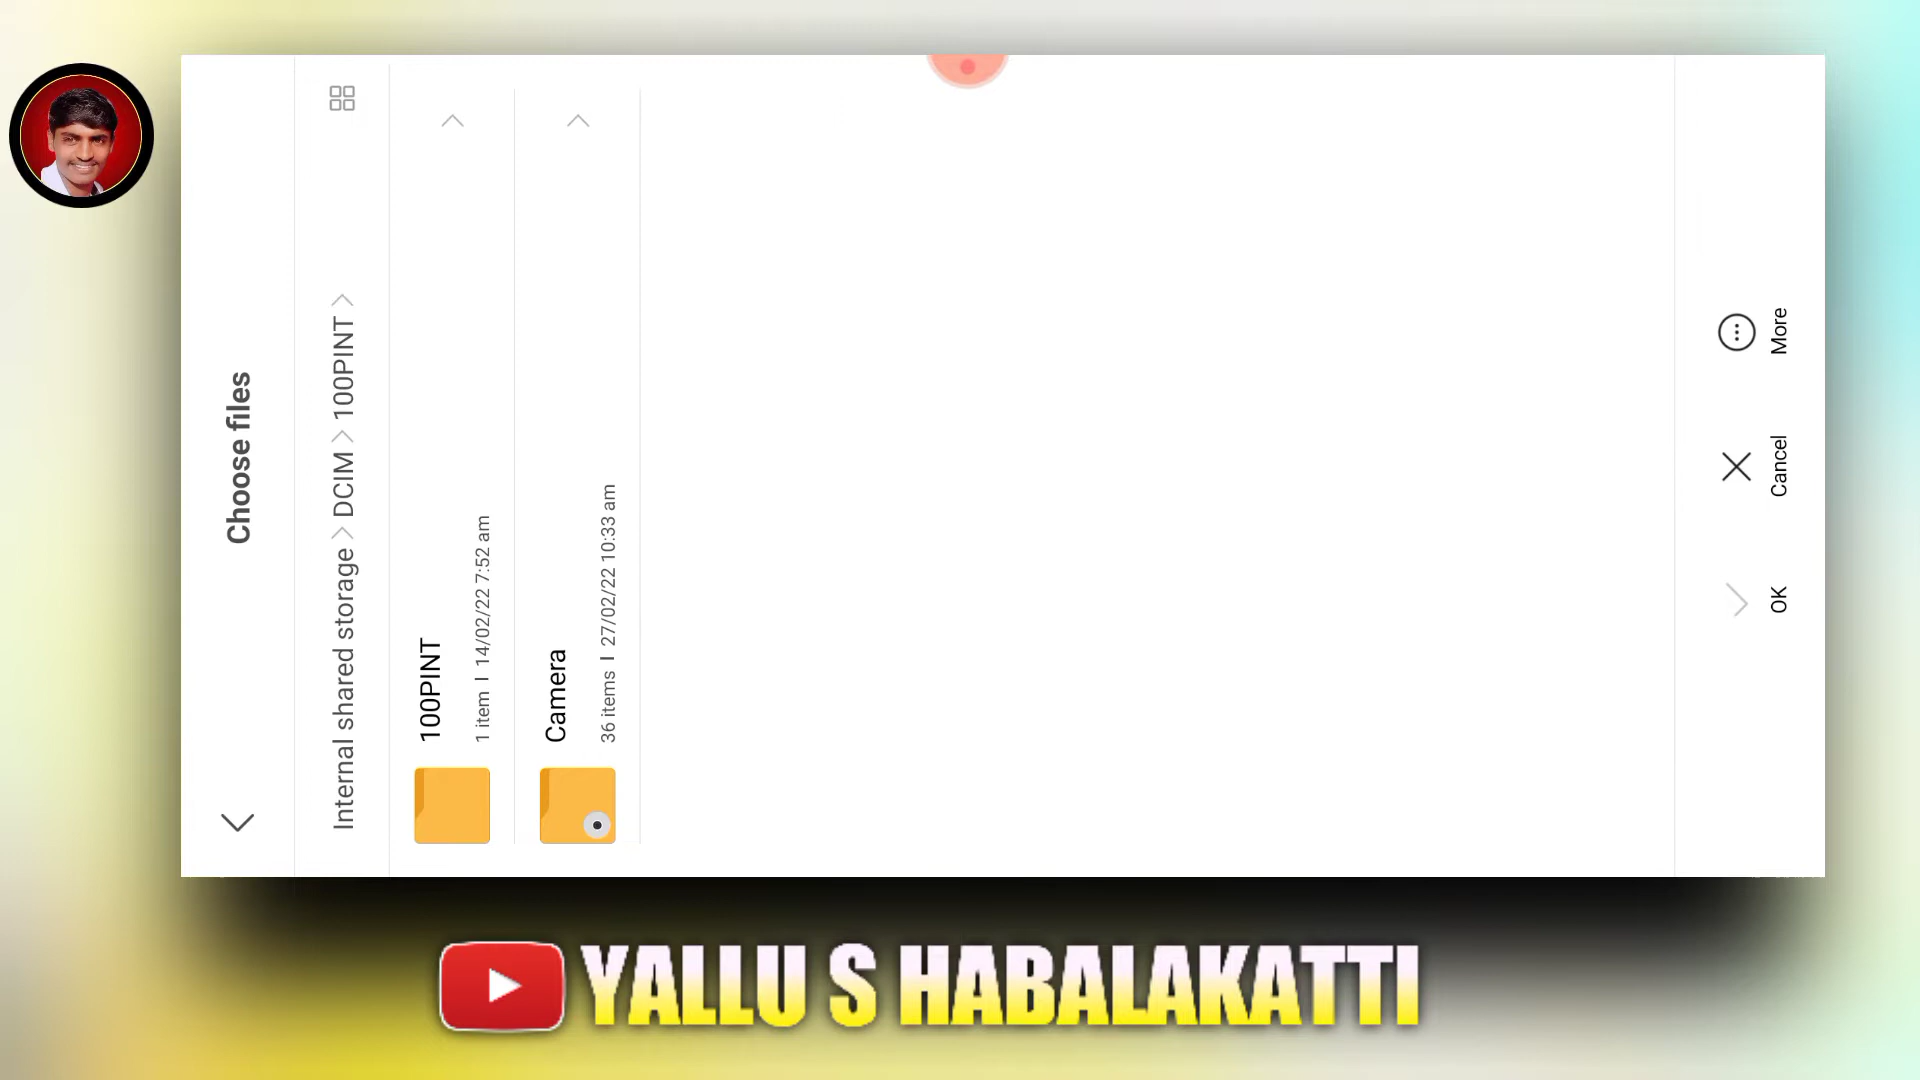 Choose files
Internal shared storage > DCIM > 100PINT >
100PINT
1 item I 14/02/22 7:52 am
Camera
36 items I 27/02/22 10:33 am
OK
Cancel
More
YALLU S HABALAKATTI